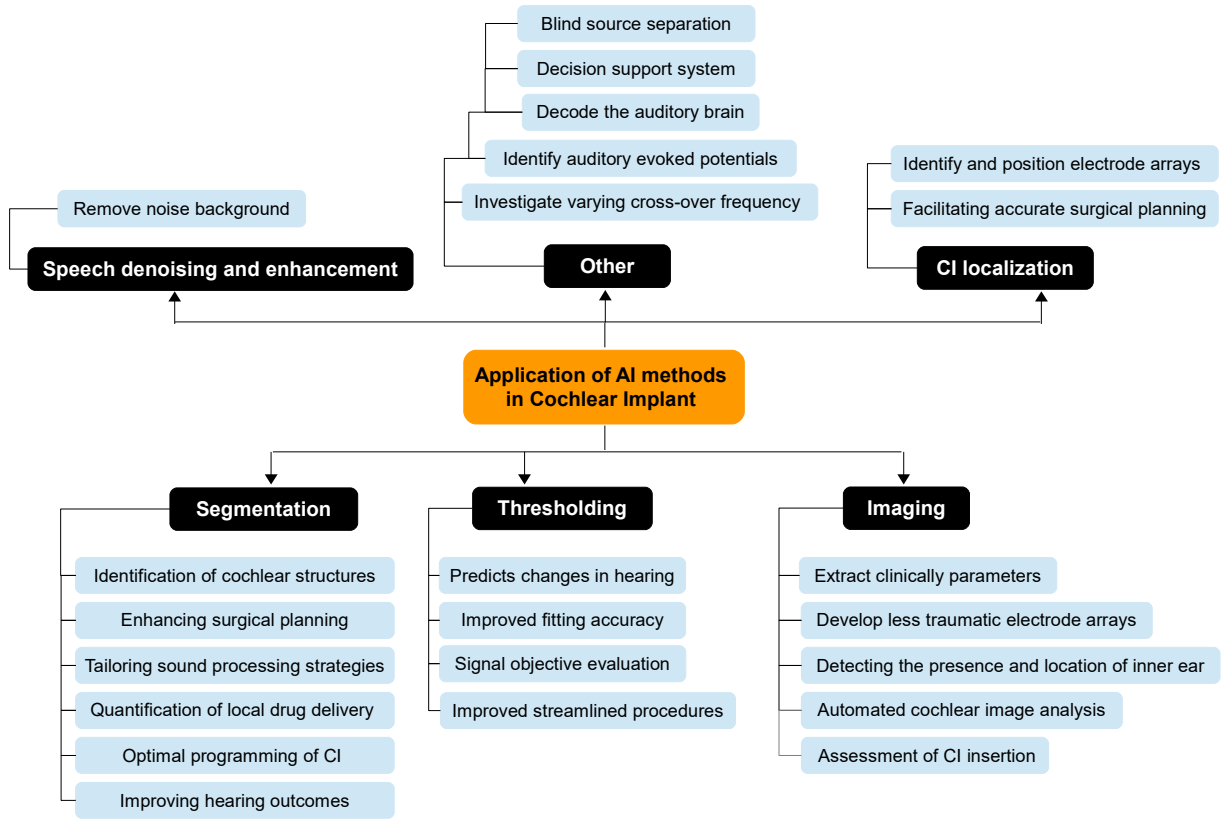 Blind source separation
Decision support system
Decode the auditory brain
Identify auditory evoked potentials
Investigate varying cross-over frequency
Other
Remove noise background
Speech denoising and enhancement
Identify and position electrode arrays
Facilitating accurate surgical planning
CI localization
Application of AI methods
in Cochlear Implant
Segmentation
Identification of cochlear structures
Enhancing surgical planning
Tailoring sound processing strategies
Quantification of local drug delivery
Optimal programming of CI
Improving hearing outcomes
Thresholding
Predicts changes in hearing
Improved fitting accuracy
Signal objective evaluation
Improved streamlined procedures
Imaging
Extract clinically parameters
Develop less traumatic electrode arrays
Detecting the presence and location of inner ear
Automated cochlear image analysis
Assessment of CI insertion